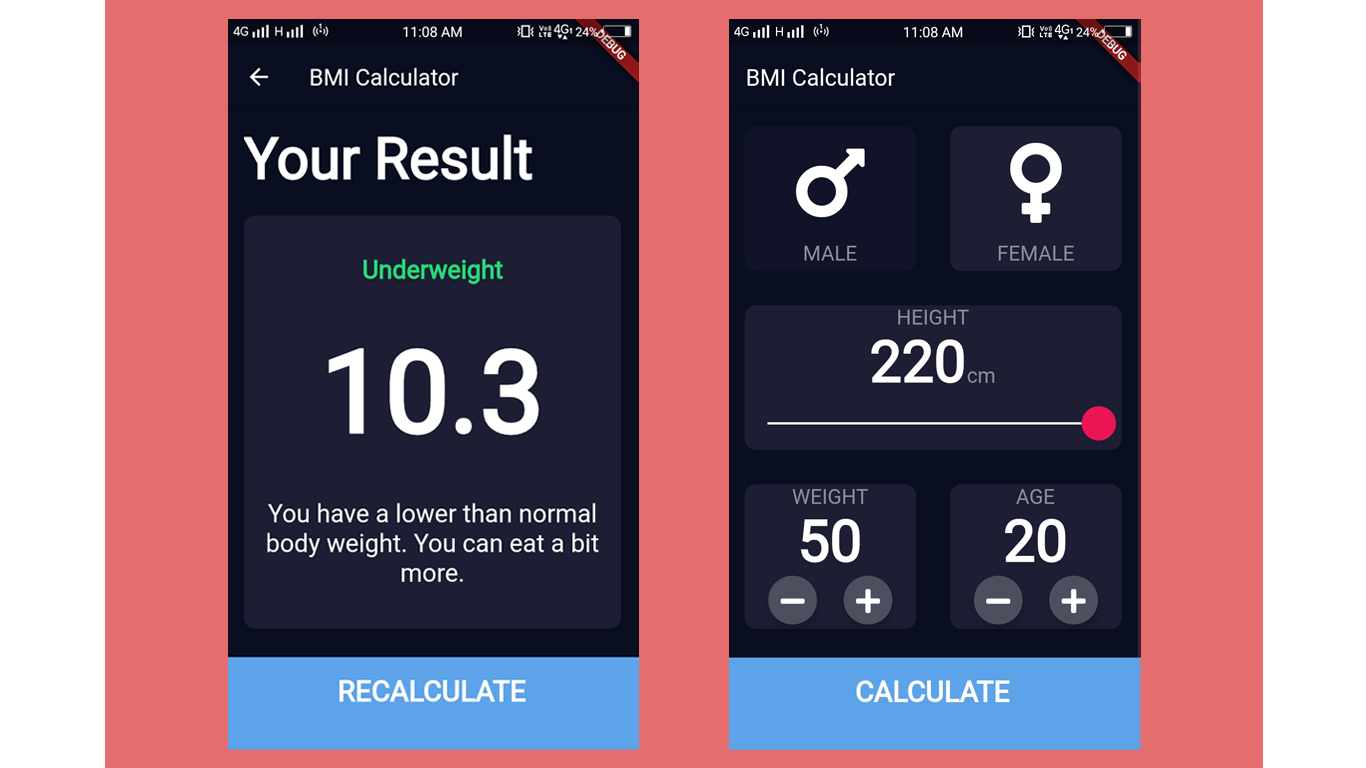 4G H 11:08 AM VoLTE 4G 24%
DEBUG
BMI Calculator
Your Result
Underweight
10.3
You have a lower than normal
body weight. You can eat a bit
more.
RECALCULATE
4G H 11:08 AM VoLTE 4G 24%
DEBUG
BMI Calculator
MALE FEMALE
HEIGHT
220cm
WEIGHT AGE
50 20
CALCULATE